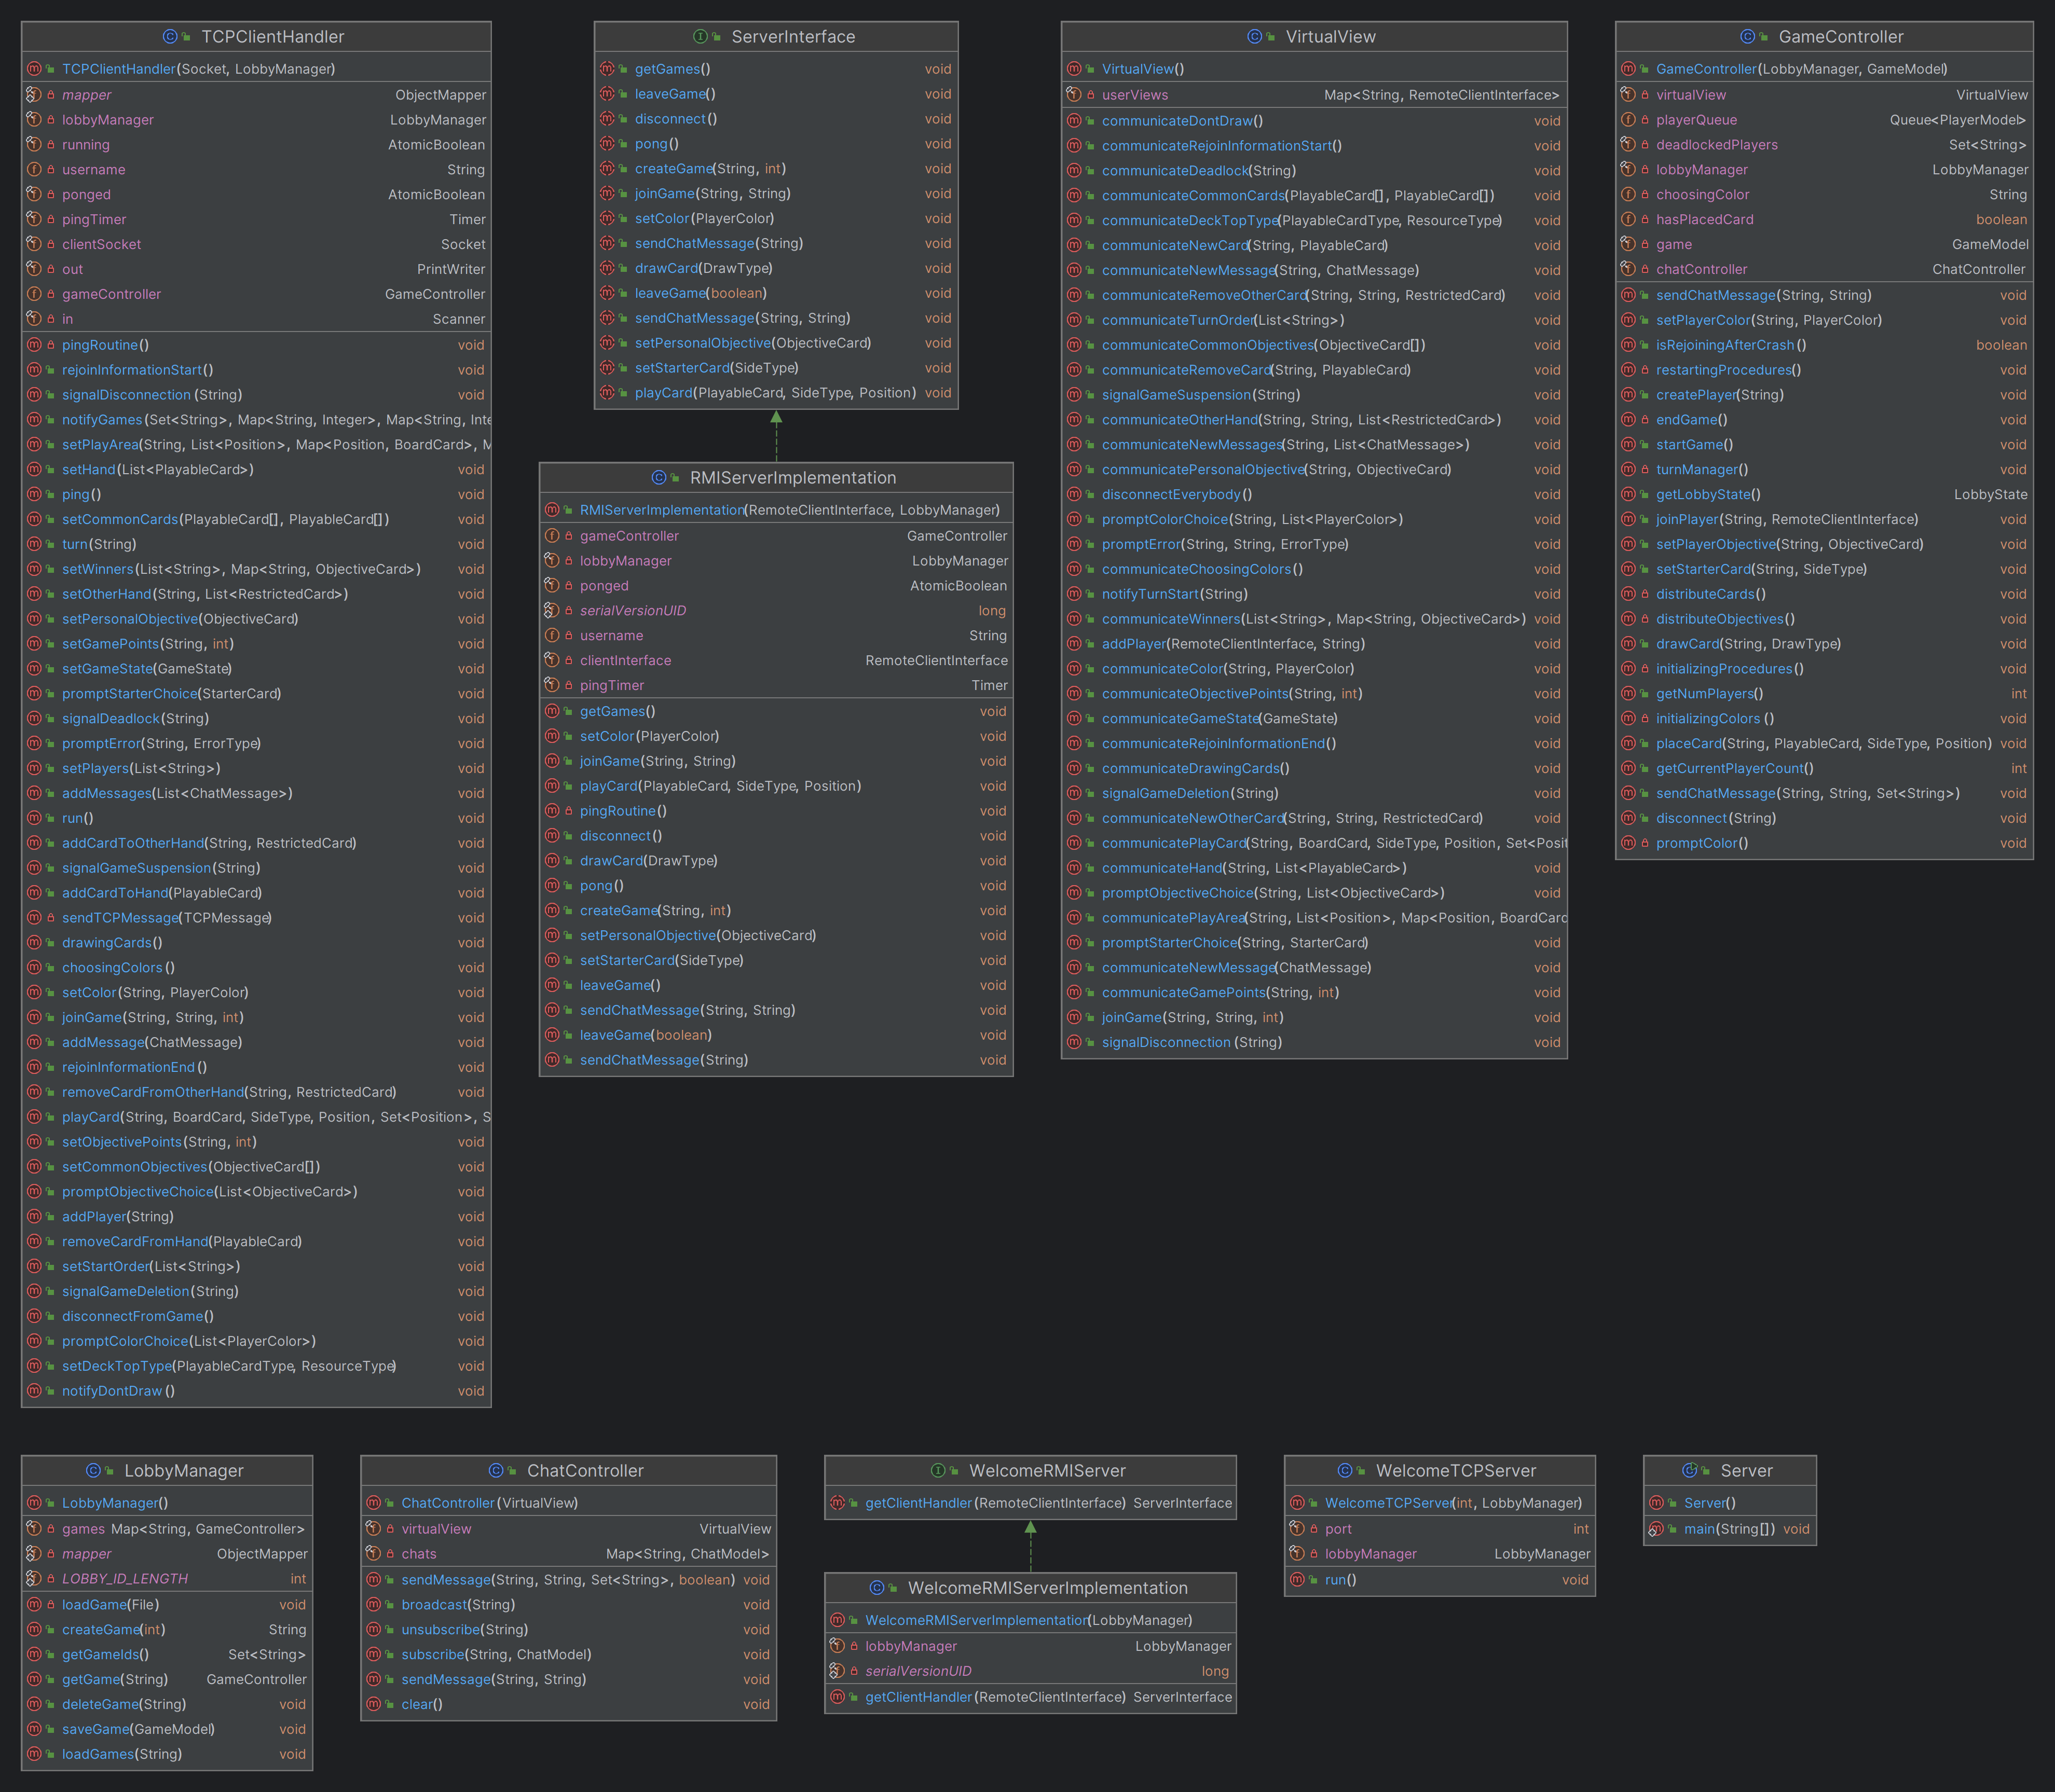 TCPClientHandler
TCPClientHandler(Socket, LobbyManager)
mapper ObjectMapper
lobbyManager LobbyManager
running AtomicBoolean
username String
ponged AtomicBoolean
pingTimer Timer
clientSocket Socket
out PrintWriter
gameController GameController
in Scanner
pingRoutine() void
rejoinInformationStart() void
signalDisconnection (String) void
notifyGames(Set<String>, Map<String, Integer>, Map<String, Inte
setPlayArea(String, List<Position>, Map<Position, BoardCard>, M
setHand(List<PlayableCard>) void
ping() void
setCommonCards(PlayableCard[], PlayableCard[]) void
turn(String) void
setWinners(List<String>, Map<String, ObjectiveCard>) void
setOtherHand(String, List<RestrictedCard>) void
setPersonalObjective(ObjectiveCard) void
setGamePoints(String, int) void
setGameState(GameState) void
promptStarterChoice(StarterCard) void
signalDeadlock(String) void
promptError(String, ErrorType) void
setPlayers(List<String>) void
addMessages(List<ChatMessage>) void
run() void
addCardToOtherHand(String, RestrictedCard) void
signalGameSuspension(String) void
addCardToHand(PlayableCard) void
sendTCPMessage(TCPMessage) void
drawingCards() void
choosingColors() void
setColor(String, PlayerColor) void
joinGame(String, String, int) void
addMessage(ChatMessage) void
rejoinInformationEnd() void
removeCardFromOtherHand(String, RestrictedCard) void
playCard(String, BoardCard, SideType, Position, Set<Position>, S
setObjectivePoints(String, int) void
setCommonObjectives(ObjectiveCard[]) void
promptObjectiveChoice(List<ObjectiveCard>) void
addPlayer(String) void
removeCardFromHand(PlayableCard) void
setStartOrder(List<String>) void
signalGameDeletion(String) void
disconnectFromGame() void
promptColorChoice(List<PlayerColor>) void
setDeckTopType(PlayableCardType, ResourceType) void
notifyDontDraw() void
ServerInterface
getGames() void
leaveGame() void
disconnect() void
pong() void
createGame(String, int) void
joinGame(String, String) void
setColor(PlayerColor) void
sendChatMessage(String) void
drawCard(DrawType) void
leaveGame(boolean) void
sendChatMessage(String, String) void
setPersonalObjective(ObjectiveCard) void
setStarterCard(SideType) void
playCard(PlayableCard, SideType, Position) void
RMIServerImplementation
RMIServerImplementation(RemoteClientInterface, LobbyManager)
gameController GameController
lobbyManager LobbyManager
ponged AtomicBoolean
serialVersionUID long
username String
clientInterface RemoteClientInterface
pingTimer Timer
getGames() void
setColor(PlayerColor) void
joinGame(String, String) void
playCard(PlayableCard, SideType, Position) void
pingRoutine() void
disconnect() void
drawCard(DrawType) void
pong() void
createGame(String, int) void
setPersonalObjective(ObjectiveCard) void
setStarterCard(SideType) void
leaveGame() void
sendChatMessage(String, String) void
leaveGame(boolean) void
sendChatMessage(String) void
VirtualView
VirtualView()
userViews Map<String, RemoteClientInterface>
communicateDontDraw() void
communicateRejoinInformationStart() void
communicateDeadlock(String) void
communicateCommonCards(PlayableCard[], PlayableCard[]) void
communicateDeckTopType(PlayableCardType, ResourceType) void
communicateNewCard(String, PlayableCard) void
communicateNewMessage(String, ChatMessage) void
communicateRemoveOtherCard(String, String, RestrictedCard) void
communicateTurnOrder(List<String>) void
communicateCommonObjectives(ObjectiveCard[]) void
communicateRemoveCard(String, PlayableCard) void
signalGameSuspension(String) void
communicateOtherHand(String, String, List<RestrictedCard>) void
communicateNewMessages(String, List<ChatMessage>) void
communicatePersonalObjective(String, ObjectiveCard) void
disconnectEverybody() void
promptColorChoice(String, List<PlayerColor>) void
promptError(String, String, ErrorType) void
communicateChoosingColors() void
notifyTurnStart(String) void
communicateWinners(List<String>, Map<String, ObjectiveCard>) void
addPlayer(RemoteClientInterface, String) void
communicateColor(String, PlayerColor) void
communicateObjectivePoints(String, int) void
communicateGameState(GameState) void
communicateRejoinInformationEnd() void
communicateDrawingCards() void
signalGameDeletion(String) void
communicateNewOtherCard(String, String, RestrictedCard) void
communicatePlayCard(String, BoardCard, SideType, Position, Set<Posit
communicateHand(String, List<PlayableCard>) void
promptObjectiveChoice(String, List<ObjectiveCard>) void
communicatePlayArea(String, List<Position>, Map<Position, BoardCard
promptStarterChoice(String, StarterCard) void
communicateNewMessage(ChatMessage) void
communicateGamePoints(String, int) void
joinGame(String, String, int) void
signalDisconnection (String) void
GameController
GameController(LobbyManager, GameModel)
virtualView VirtualView
playerQueue Queue<PlayerModel>
deadlockedPlayers Set<String>
lobbyManager LobbyManager
choosingColor String
hasPlacedCard boolean
game GameModel
chatController ChatController
sendChatMessage(String, String) void
setPlayerColor(String, PlayerColor) void
isRejoiningAfterCrash() boolean
restartingProcedures() void
createPlayer(String) void
endGame() void
startGame() void
turnManager() void
getLobbyState() LobbyState
joinPlayer(String, RemoteClientInterface) void
setPlayerObjective(String, ObjectiveCard) void
setStarterCard(String, SideType) void
distributeCards() void
distributeObjectives() void
drawCard(String, DrawType) void
initializingProcedures() void
getNumPlayers() int
initializingColors () void
placeCard(String, PlayableCard, SideType, Position) void
getCurrentPlayerCount() int
sendChatMessage(String, String, Set<String>) void
disconnect(String) void
promptColor() void
LobbyManager
LobbyManager()
games Map<String, GameController>
mapper ObjectMapper
LOBBY_ID_LENGTH int
loadGame(File) void
createGame(int) String
getGameIds() Set<String>
getGame(String) GameController
deleteGame(String) void
saveGame(GameModel) void
loadGames(String) void
ChatController
ChatController(VirtualView)
virtualView VirtualView
chats Map<String, ChatModel>
sendMessage(String, String, Set<String>, boolean) void
broadcast(String) void
unsubscribe(String) void
subscribe(String, ChatModel) void
sendMessage(String, String) void
clear() void
WelcomeRMIServer
getClientHandler(RemoteClientInterface) ServerInterface
WelcomeRMIServerImplementation
WelcomeRMIServerImplementation(LobbyManager)
lobbyManager LobbyManager
serialVersionUID long
getClientHandler(RemoteClientInterface) ServerInterface
WelcomeTCPServer
WelcomeTCPServer(int, LobbyManager)
port int
lobbyManager LobbyManager
run() void
Server
Server()
main(String[]) void